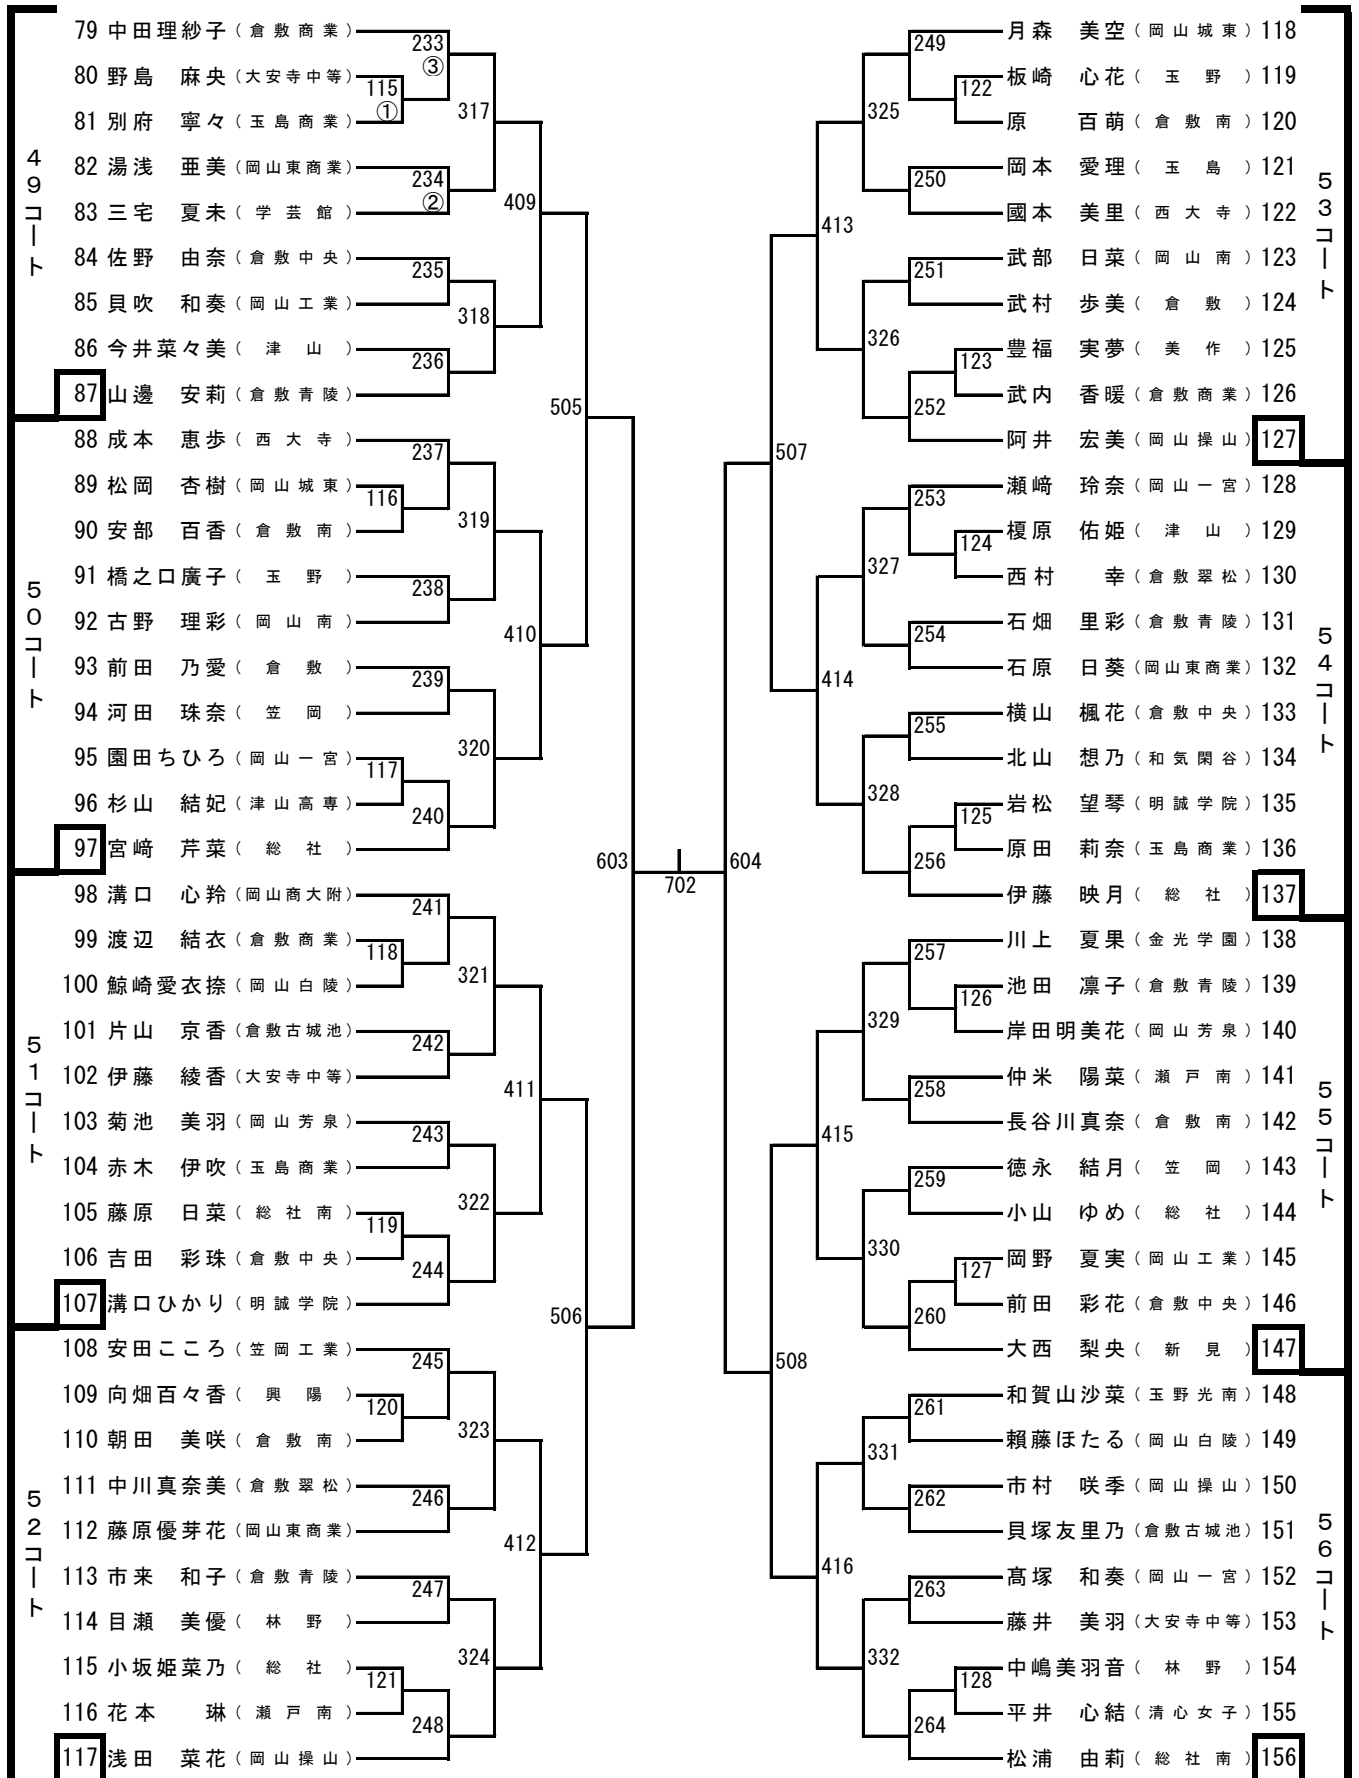 49コート
79 中田理紗子（倉敷商業）
80 野島 麻央（大安寺中等）
81 別府 寧々（玉島商業）
82 湯浅 亜美（岡山東商業）
83 三宅 夏未（学芸館）
84 佐野 由奈（倉敷中央）
85 貝吹 和奏（岡山工業）
86 今井菜々美（津山）
87 山邊 安莉（倉敷青陵）
50コート
88 成本 恵歩（西大寺）
89 松岡 杏樹（岡山城東）
90 安部 百香（倉敷南）
91 橋之口廣子（玉野）
92 古野 理彩（岡山南）
93 前田 乃愛（倉敷）
94 河田 珠奈（笠岡）
95 園田ちひろ（岡山一宮）
96 杉山 結妃（津山高専）
97 宮﨑 芹菜（総社）
51コート
98 溝口 心羚（岡山商大附）
99 渡辺 結衣（倉敷商業）
100 鯨崎愛衣捺（岡山白陵）
101 片山 京香（倉敷古城池）
102 伊藤 綾香（大安寺中等）
103 菊池 美羽（岡山芳泉）
104 赤木 伊吹（玉島商業）
105 藤原 日菜（総社南）
106 吉田 彩珠（倉敷中央）
107 溝口ひかり（明誠学院）
52コート
108 安田こころ（笠岡工業）
109 向畑百々香（興陽）
110 朝田 美咲（倉敷南）
111 中川真奈美（倉敷翠松）
112 藤原優芽花（岡山東商業）
113 市来 和子（倉敷青陵）
114 目瀬 美優（林野）
115 小坂姫菜乃（総社）
116 花本 琳（瀬戸南）
117 浅田 菜花（岡山操山）
115
①
116
117
118
119
120
121
233
③
234
②
235
236
237
238
239
240
241
242
243
244
245
246
247
248
317
318
319
320
321
322
323
324
409
410
411
412
505
506
603
702
604
507
508
413
414
415
416
325
326
327
328
329
330
331
332
249
250
251
252
253
254
255
256
257
258
259
260
261
262
263
264
122
123
124
125
126
127
128
53コート
月森 美空（岡山城東）118
板崎 心花（玉野）119
原 百萌（倉敷南）120
岡本 愛理（玉島）121
國本 美里（西大寺）122
武部 日菜（岡山南）123
武村 歩美（倉敷）124
豊福 実夢（美作）125
武内 香暖（倉敷商業）126
阿井 宏美（岡山操山）127
54コート
瀬﨑 玲奈（岡山一宮）128
榎原 佑姫（津山）129
西村 幸（倉敷翠松）130
石畑 里彩（倉敷青陵）131
石原 日葵（岡山東商業）132
横山 楓花（倉敷中央）133
北山 想乃（和気閑谷）134
岩松 望琴（明誠学院）135
原田 莉奈（玉島商業）136
伊藤 映月（総社）137
55コート
川上 夏果（金光学園）138
池田 凛子（倉敷青陵）139
岸田明美花（岡山芳泉）140
仲米 陽菜（瀬戸南）141
長谷川真奈（倉敷南）142
徳永 結月（笠岡）143
小山 ゆめ（総社）144
岡野 夏実（岡山工業）145
前田 彩花（倉敷中央）146
大西 梨央（新見）147
56コート
和賀山沙菜（玉野光南）148
賴藤ほたる（岡山白陵）149
市村 咲季（岡山操山）150
貝塚友里乃（倉敷古城池）151
髙塚 和奏（岡山一宮）152
藤井 美羽（大安寺中等）153
中嶋美羽音（林野）154
平井 心結（清心女子）155
松浦 由莉（総社南）156